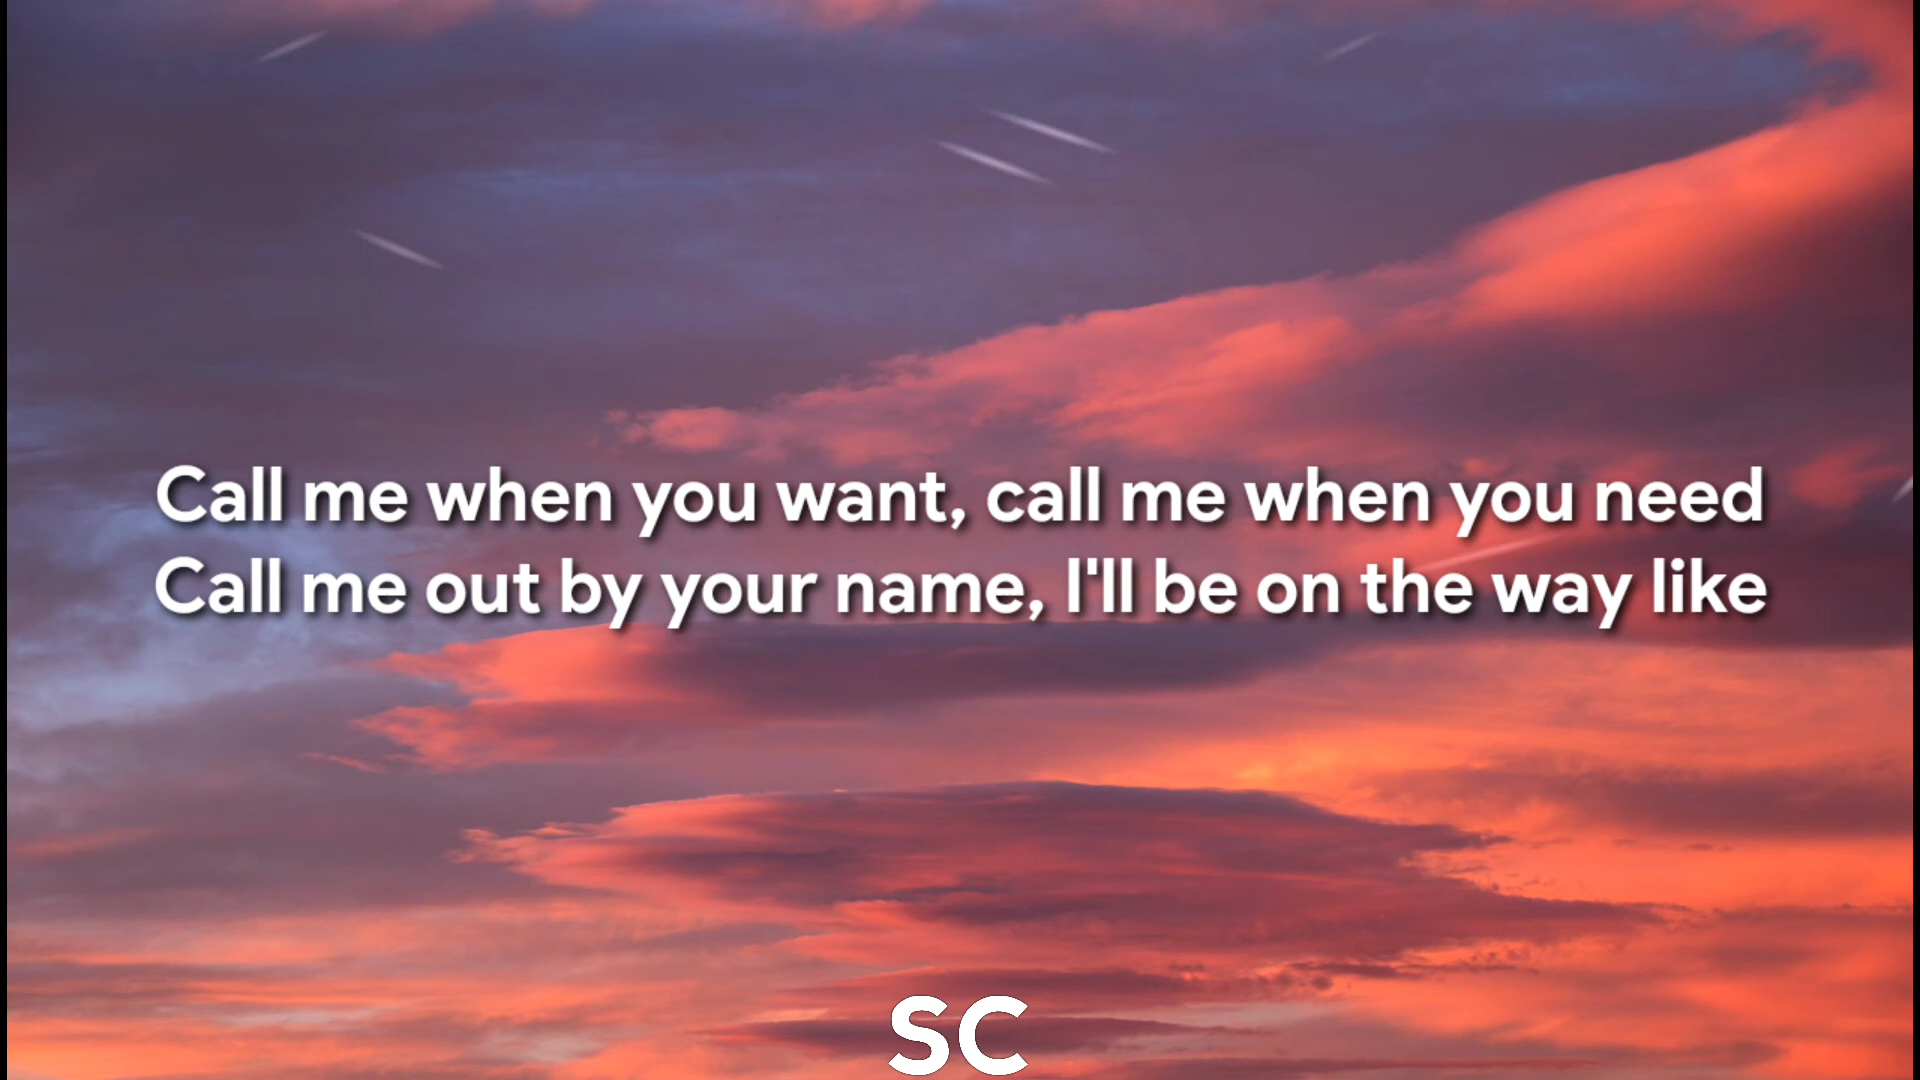 Call me when you want, call me when you need
Call me out by your name, I'll be on the way like
SC